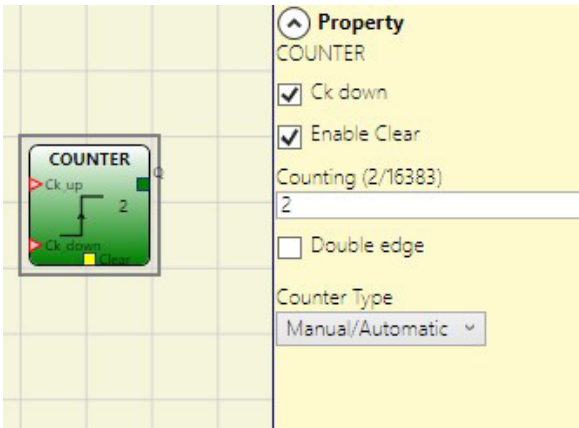 COUNTER
Ck up
Q
2
Ck down
Clear
Property
COUNTER
Ck down
Enable Clear
Counting (2/16383)
2
Double edge
Counter Type
Manual/Automatic